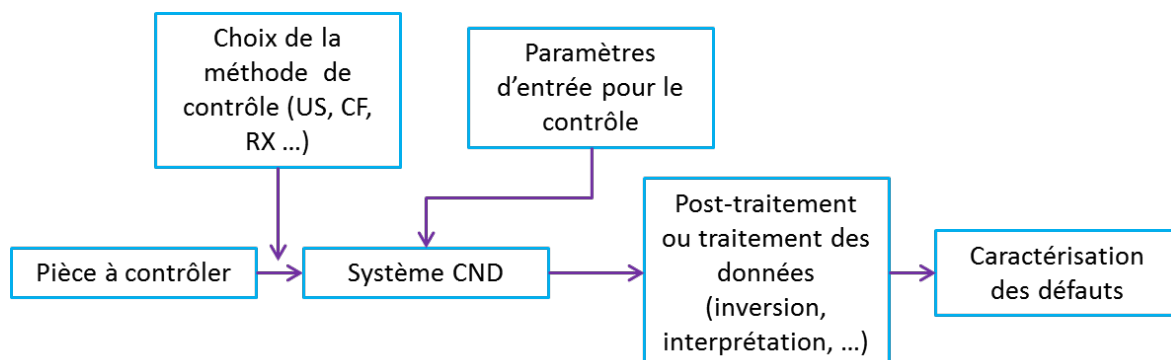 Choix de la
méthode de
contrôle (US, CF,
RX ...)
Paramètres
d'entrée pour le
contrôle
Pièce à contrôler
Système CND
Post-traitement
ou traitement des
données
(inversion,
interprétation, ...)
Caractérisation
des défauts